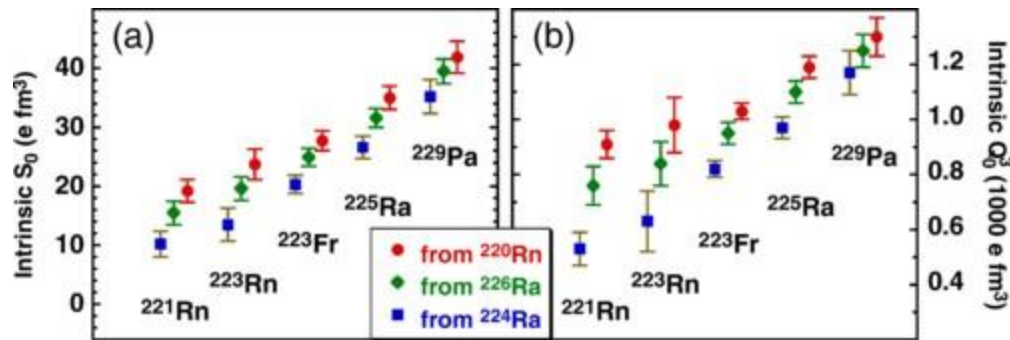 (a)
(b)
Intrinsic S₀ (e fm³)
40
30
20
10
0
²²¹Rn
²²³Rn
²²³Fr
²²⁵Ra
²²⁹Pa
from ²²⁰Rn
from ²²⁶Ra
from ²²⁴Ra
²²¹Rn
²²³Rn
²²³Fr
²²⁵Ra
²²⁹Pa
1.2
1.0
0.8
0.6
0.4
Intrinsic Q₀³ (1000 e fm³)